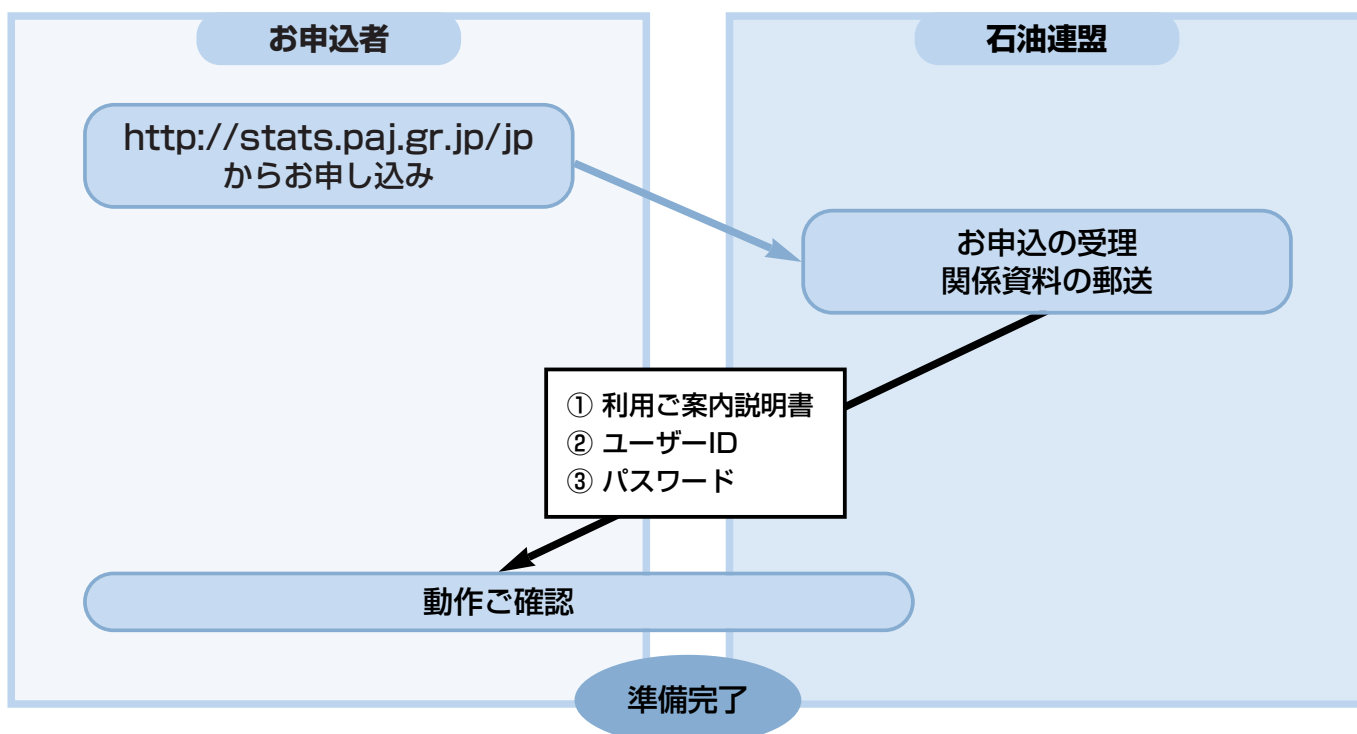 お申込者
石油連盟
http://stats.paj.gr.jp/jp
からお申し込み
お申込の受理
関係資料の郵送
① 利用ご案内説明書
② ユーザーID
③ パスワード
動作ご確認
準備完了